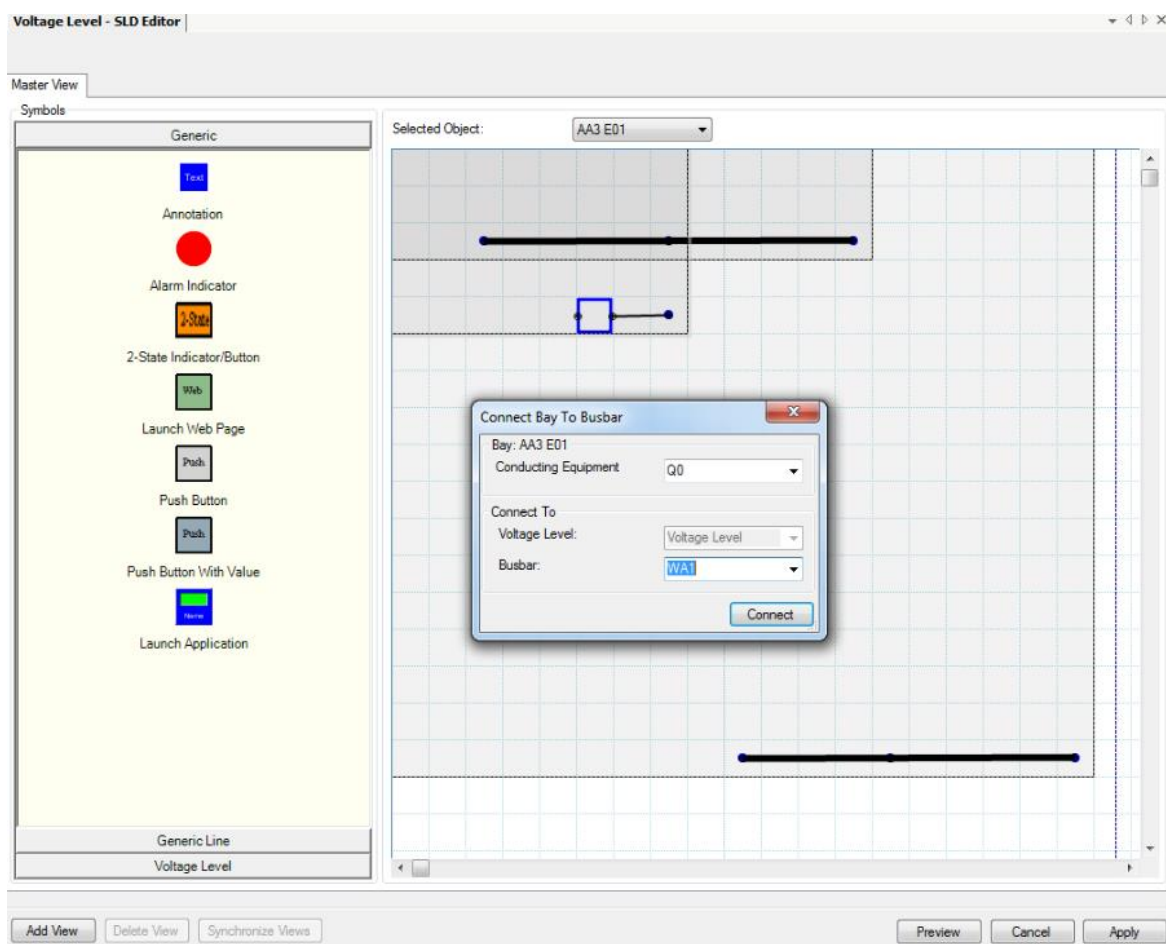 Voltage Level - SLD Editor
Master View
Symbols
Generic
Text
Annotation
Alarm Indicator
2-State
2-State Indicator/Button
Web
Launch Web Page
Push
Push Button
Push
Push Button With Value
Name
Launch Application
Generic Line
Voltage Level
Selected Object: AA3 E01
Connect Bay To Busbar
Bay: AA3 E01
Conducting Equipment Q0
Connect To
Voltage Level: Voltage Level
Busbar: WA1
Connect
Add View Delete View Synchronize Views Preview Cancel Apply